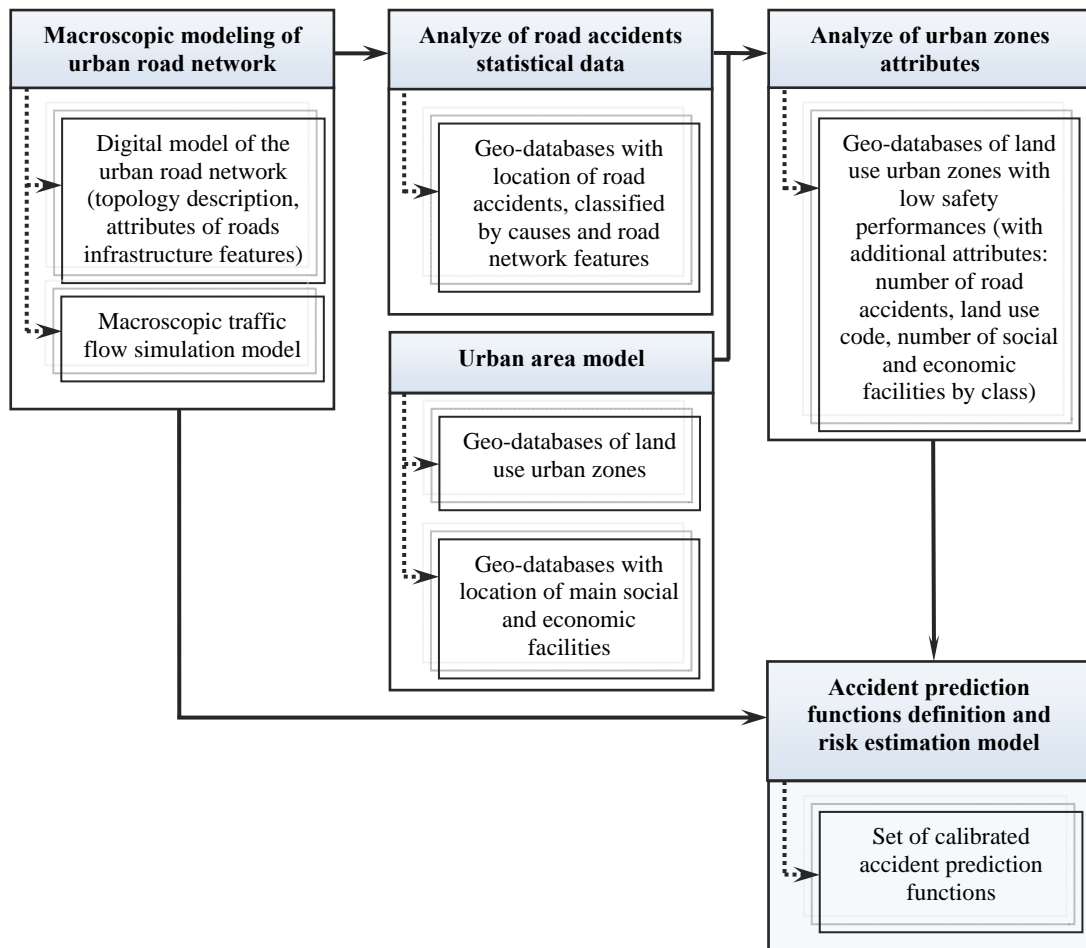 Macroscopic modeling of
urban road network
Digital model of the
urban road network
(topology description,
attributes of roads
infrastructure features)
Macroscopic traffic
flow simulation model
Analyze of road accidents
statistical data
Geo-databases with
location of road
accidents, classified
by causes and road
network features
Urban area model
Geo-databases of land
use urban zones
Geo-databases with
location of main social
and economic
facilities
Analyze of urban zones
attributes
Geo-databases of land
use urban zones with
low safety
performances (with
additional attributes:
number of road
accidents, land use
code, number of social
and economic
facilities by class)
Accident prediction
functions definition and
risk estimation model
Set of calibrated
accident prediction
functions